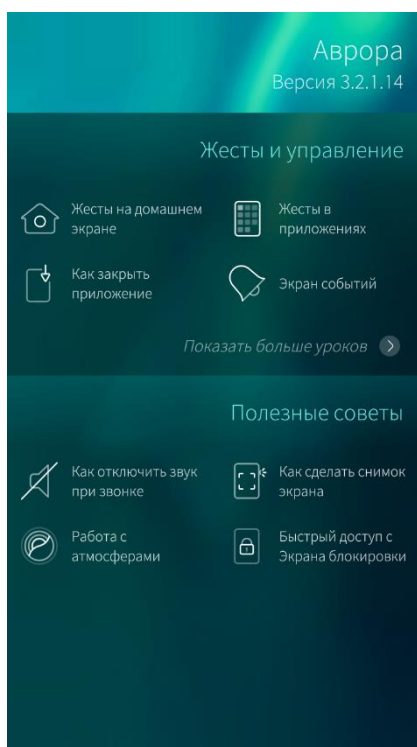 Аврора
Версия 3.2.1.14
Жесты и управление
Жесты на домашнем
экране
Жесты в
приложениях
Как закрыть
приложение
Экран событий
Показать больше уроков
Полезные советы
Как отключить звук
при звонке
Как сделать снимок
экрана
Работа с
атмосферами
Быстрый доступ с
Экрана блокировки